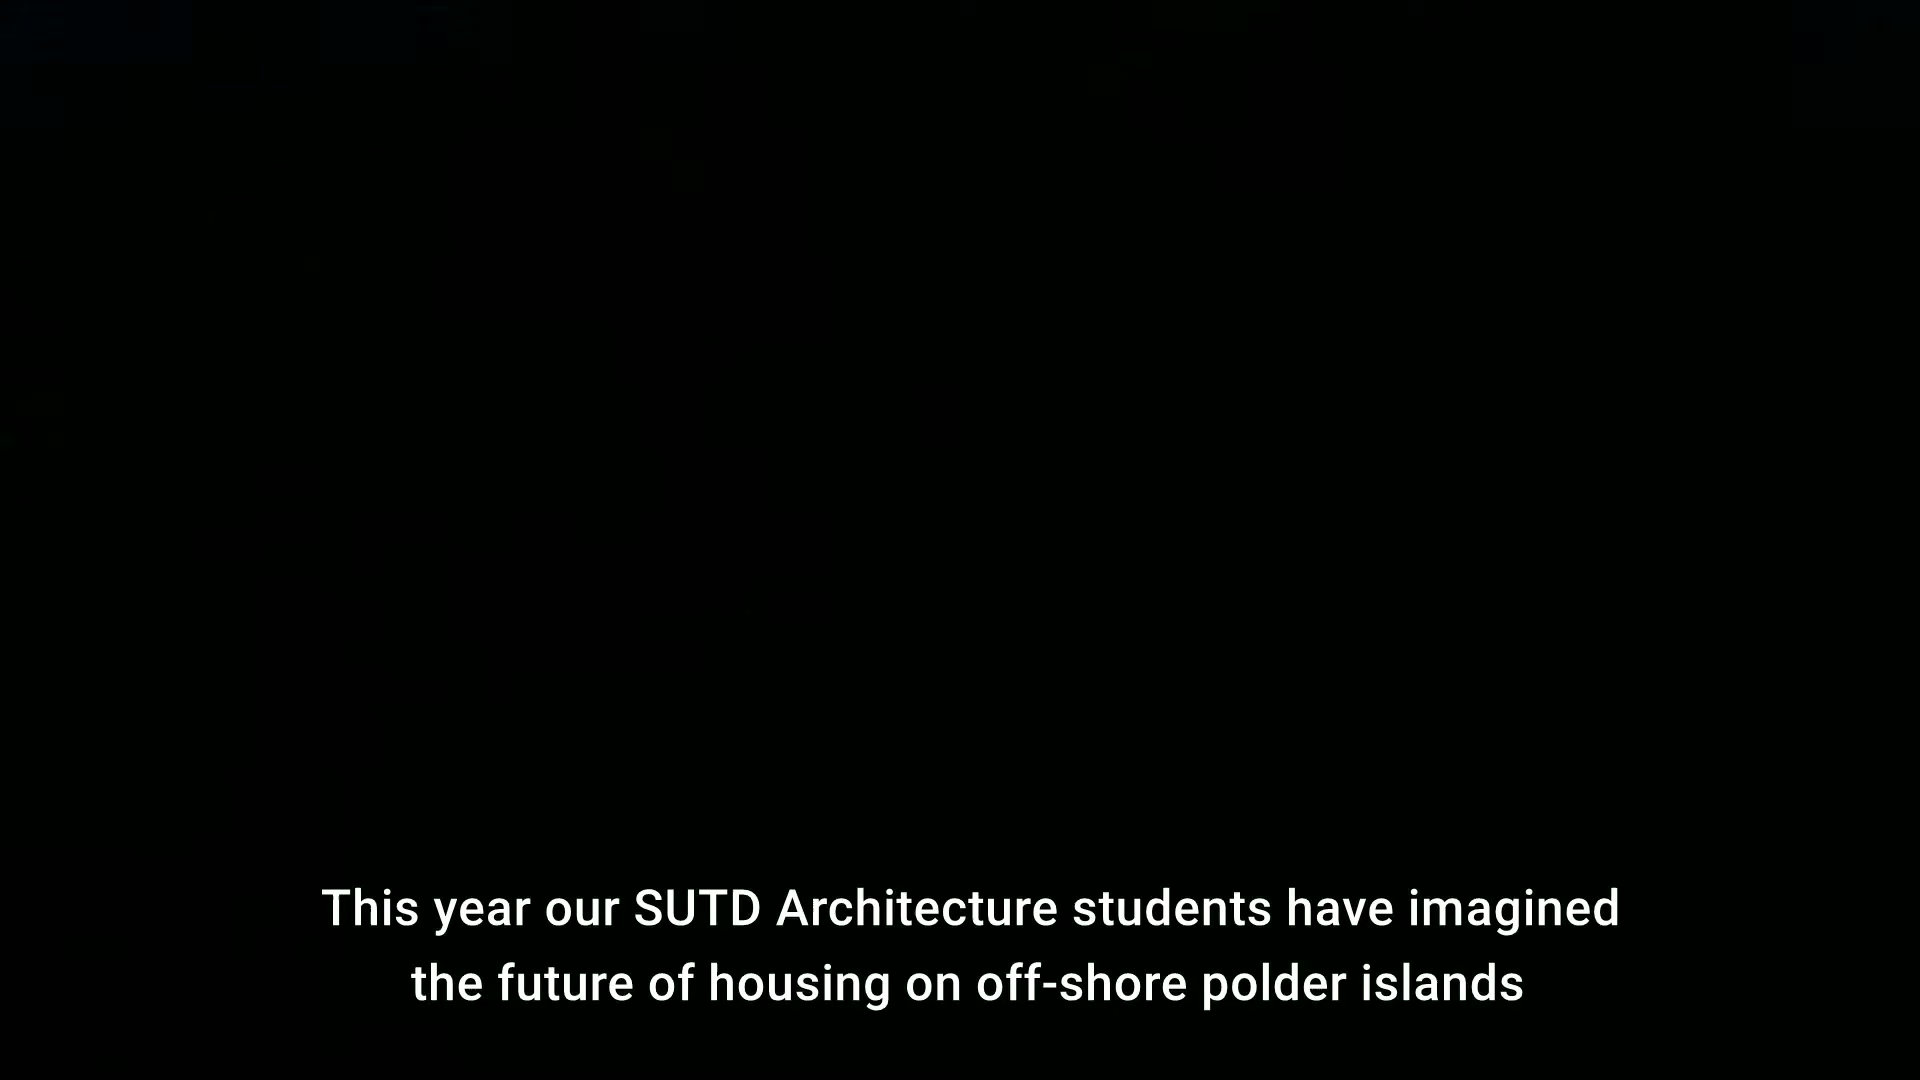 This year our SUTD Architecture students have imagined
the future of housing on off-shore polder islands